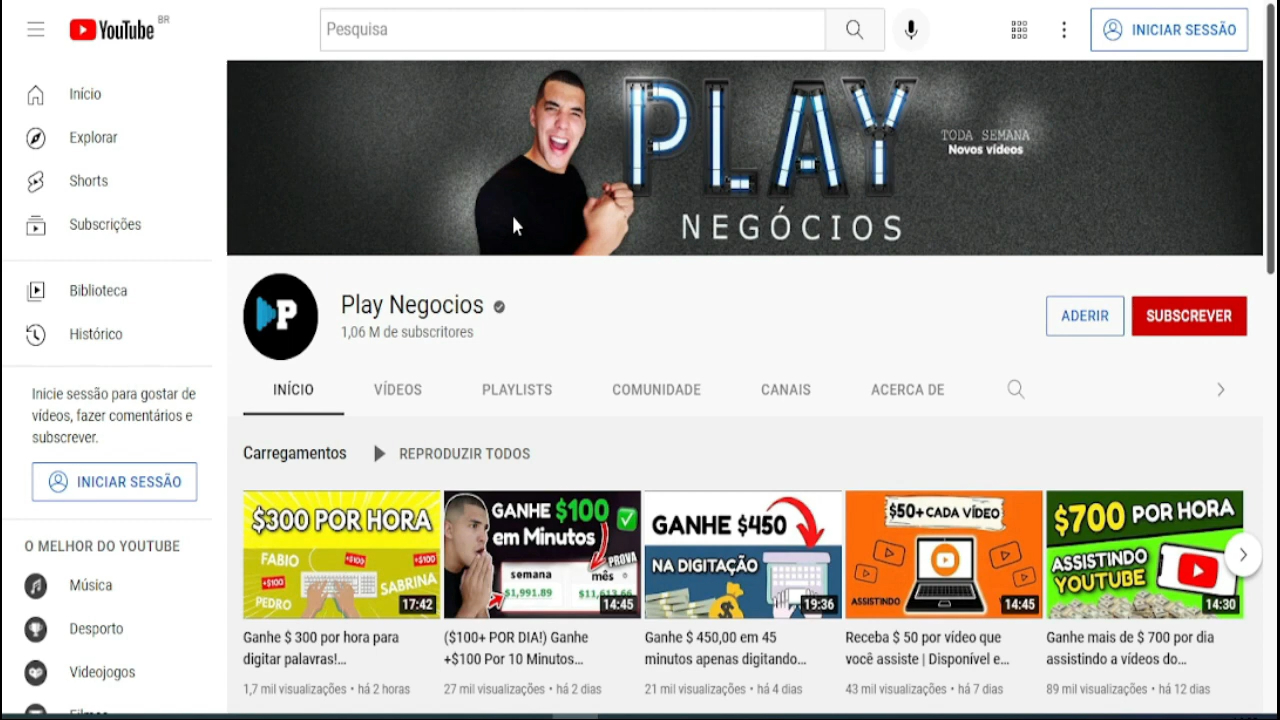 YouTube BR
Pesquisa
INICIAR SESSÃO
Início
Explorar
Shorts
Subscrições
Biblioteca
Histórico
Inicie sessão para gostar de
vídeos, fazer comentários e
subscrever.
INICIAR SESSÃO
O MELHOR DO YOUTUBE
Música
Desporto
Videojogos
PLAY
NEGÓCIOS
TODA SEMANA
Novos vídeos
P
Play Negocios
1,06 M de subscritores
ADERIR
SUBSCREVER
INÍCIO
VÍDEOS
PLAYLISTS
COMUNIDADE
CANAIS
ACERCA DE
Carregamentos
REPRODUZIR TODOS
$300 POR HORA
FABIO
+$100
+$100
+$100
SABRINA
PEDRO
17:42
Ganhe $ 300 por hora para
digitar palavras!...
1,7 mil visualizações • há 2 horas
GANHE $100
em Minutos
PROVA
semana
mês
$1,991.89
14:45
($100+ POR DIA!) Ganhe
+$100 Por 10 Minutos...
27 mil visualizações • há 2 dias
GANHE $450
NA DIGITAÇÃO
19:36
Ganhe $ 450,00 em 45
minutos apenas digitando...
21 mil visualizações • há 4 dias
$50+ CADA VÍDEO
ASSISTINDO
14:45
Receba $ 50 por vídeo que
você assiste | Disponível e...
43 mil visualizações • há 7 dias
$700 POR HORA
ASSISTINDO
YOUTUBE
14:30
Ganhe mais de $ 700 por dia
assistindo a vídeos do...
89 mil visualizações • há 12 dias